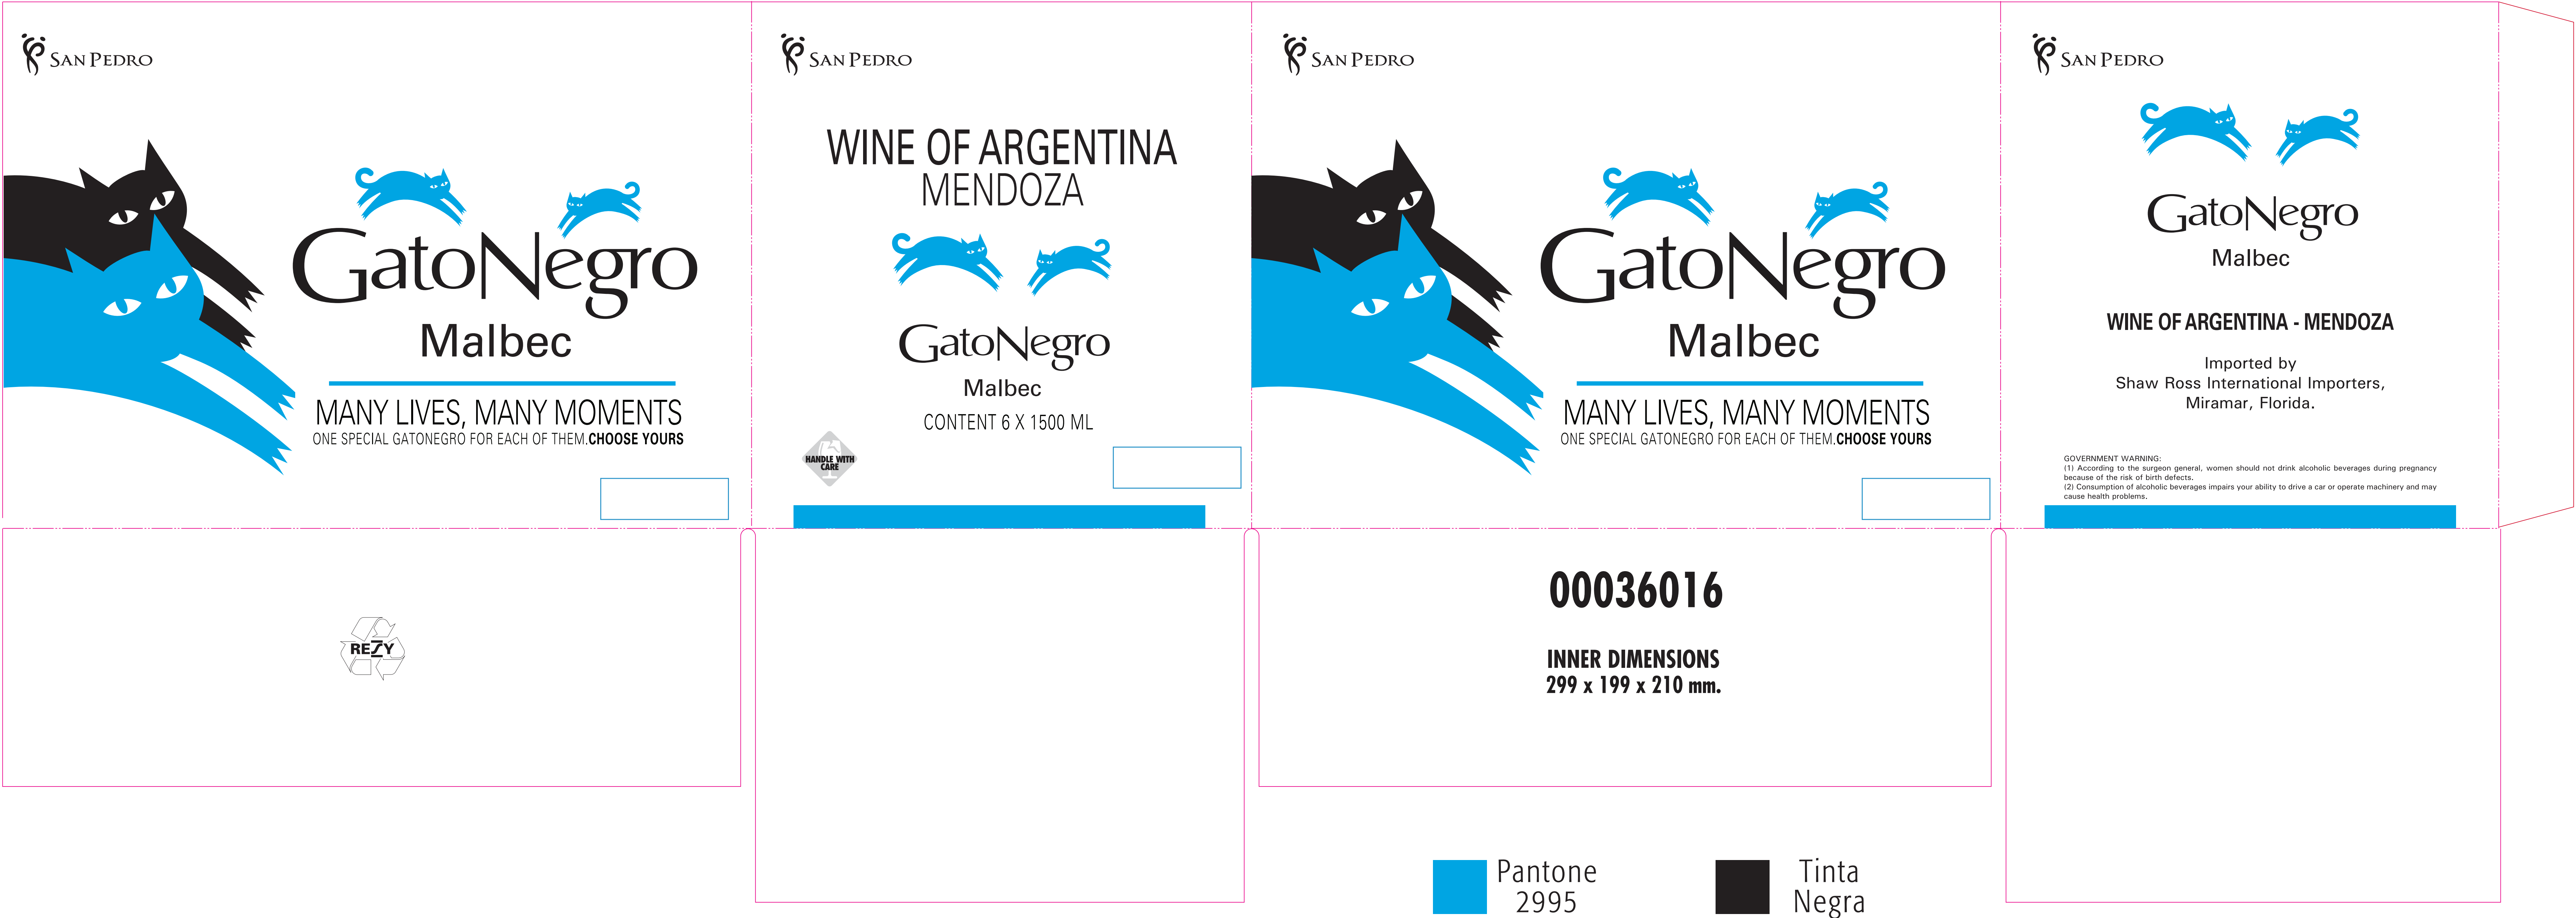 SAN PEDRO
GatoNegro
Malbec
MANY LIVES, MANY MOMENTS
ONE SPECIAL GATONEGRO FOR EACH OF THEM.CHOOSE YOURS
SAN PEDRO
WINE OF ARGENTINA
MENDOZA
GatoNegro
Malbec
CONTENT 6 X 1500 ML
HANDLE WITH
CARE
SAN PEDRO
GatoNegro
Malbec
MANY LIVES, MANY MOMENTS
ONE SPECIAL GATONEGRO FOR EACH OF THEM.CHOOSE YOURS
SAN PEDRO
GatoNegro
Malbec
WINE OF ARGENTINA - MENDOZA
Imported by
Shaw Ross International Importers,
Miramar, Florida.
GOVERNMENT WARNING:
(1) According to the surgeon general, women should not drink alcoholic beverages during pregnancy
because of the risk of birth defects.
(2) Consumption of alcoholic beverages impairs your ability to drive a car or operate machinery and may
cause health problems.
RESY
00036016
INNER DIMENSIONS
299 x 199 x 210 mm.
Pantone
2995
Tinta
Negra